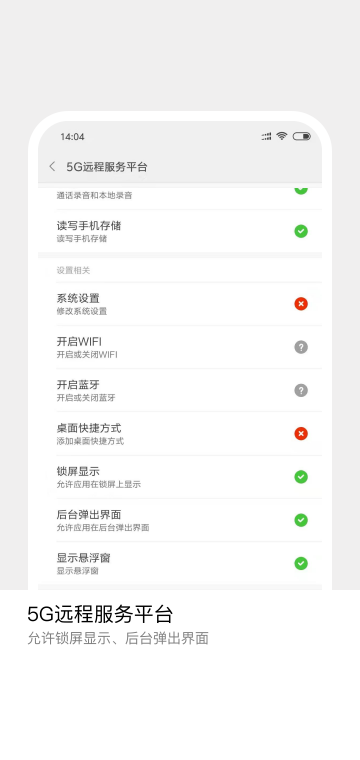 14:04
5G远程服务平台
通话录音和本地录音
读写手机存储
读写手机存储
设置相关
系统设置
修改系统设置
开启WIFI
开启或关闭WIFI
开启蓝牙
开启或关闭蓝牙
桌面快捷方式
添加桌面快捷方式
锁屏显示
允许应用在锁屏上显示
后台弹出界面
允许应用在后台弹出界面
显示悬浮窗
显示悬浮窗
5G远程服务平台
允许锁屏显示、后台弹出界面